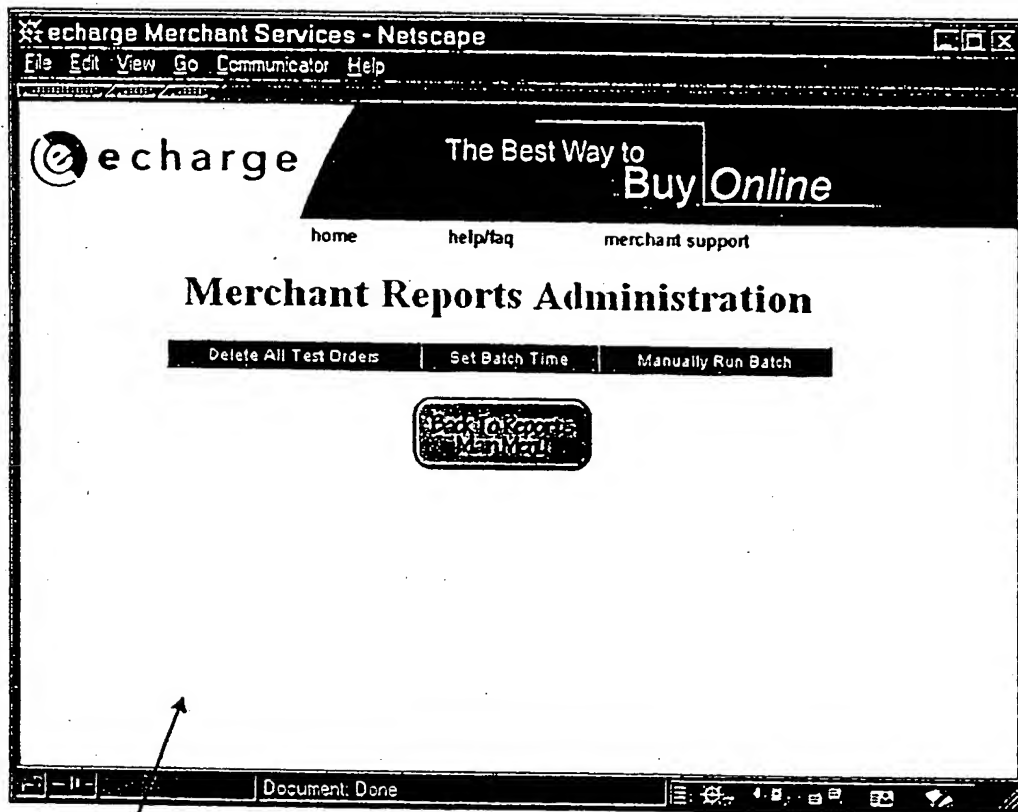 echarge Merchant Services - Netscape
File Edit View Go Communicator Help
echarge
The Best Way to
Buy Online
home help/faq merchant support
Merchant Reports Administration
Delete All Test Orders Set Batch Time Manually Run Batch
Back To Reports
Main Menu
Document: Done